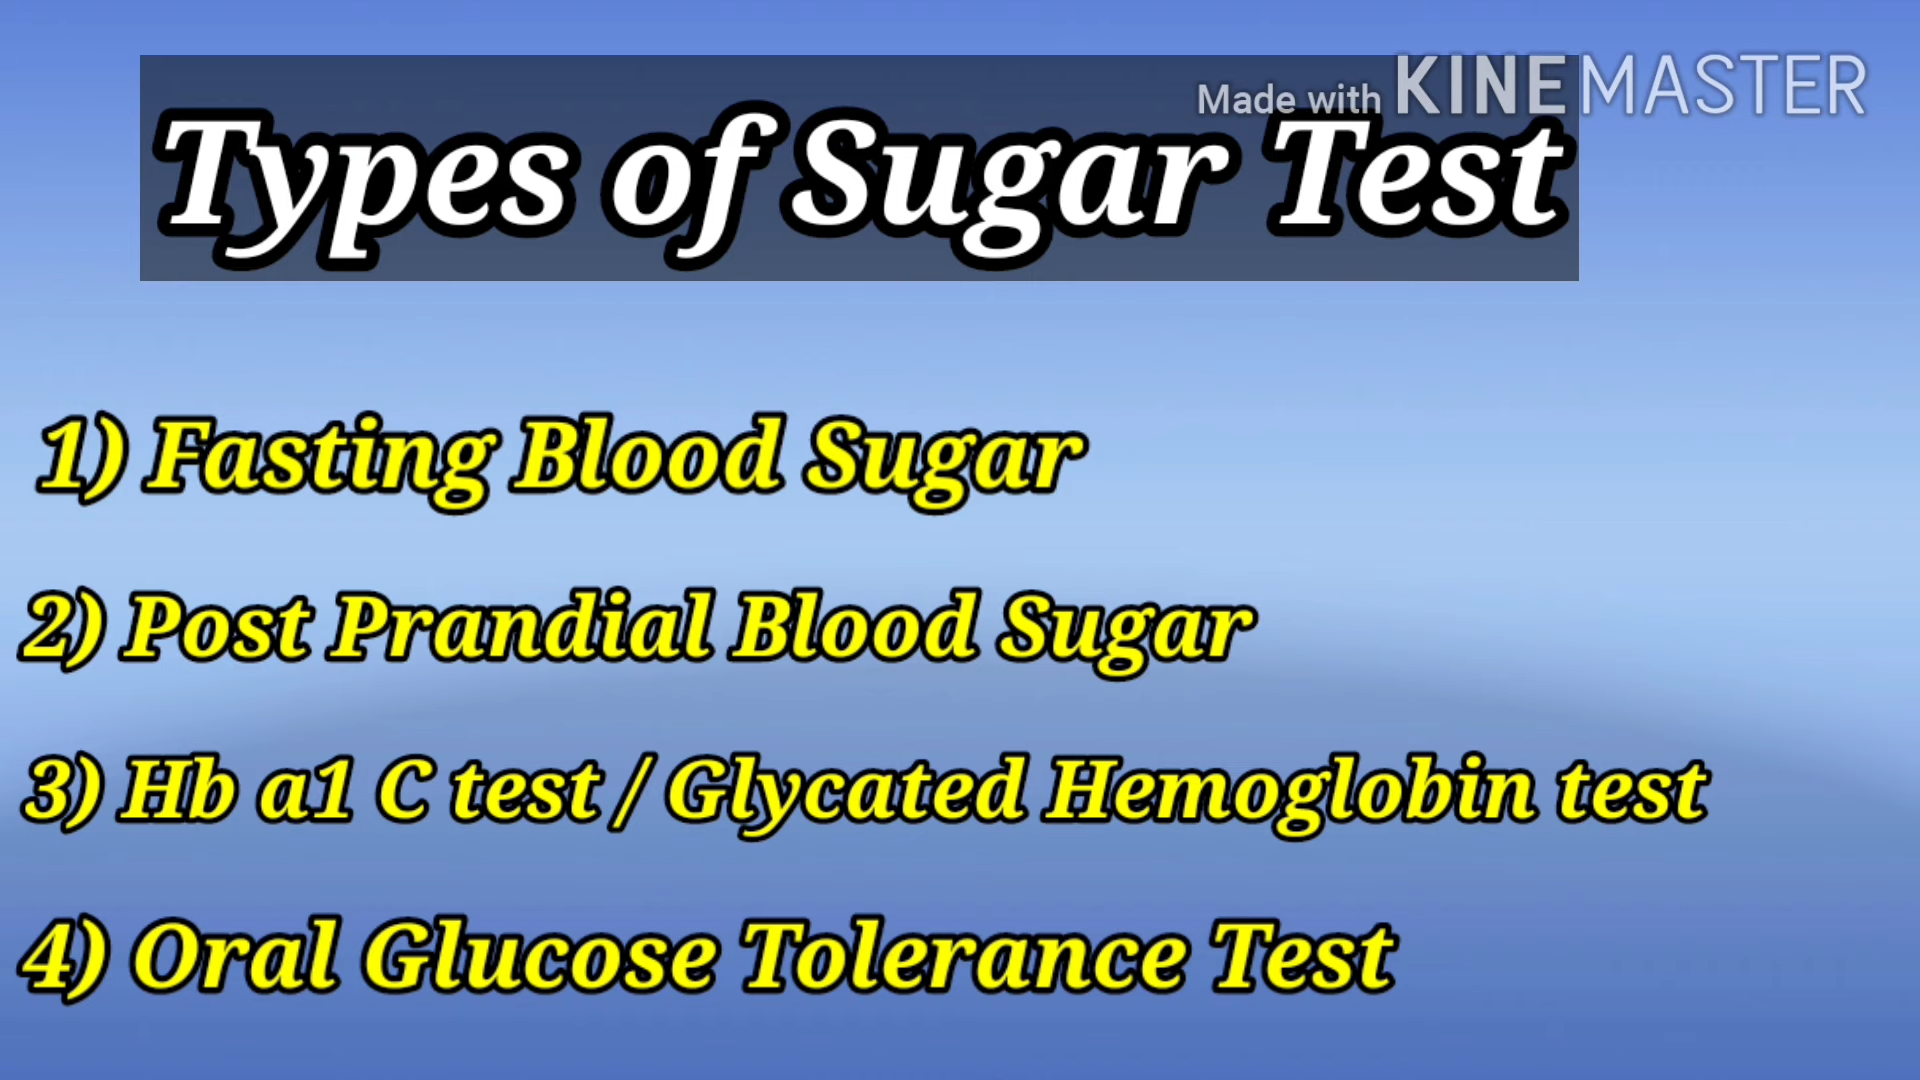 Made with KINEMASTER
Types of Sugar Test
1) Fasting Blood Sugar
2) Post Prandial Blood Sugar
3) Hb a1 C test / Glycated Hemoglobin test
4) Oral Glucose Tolerance Test